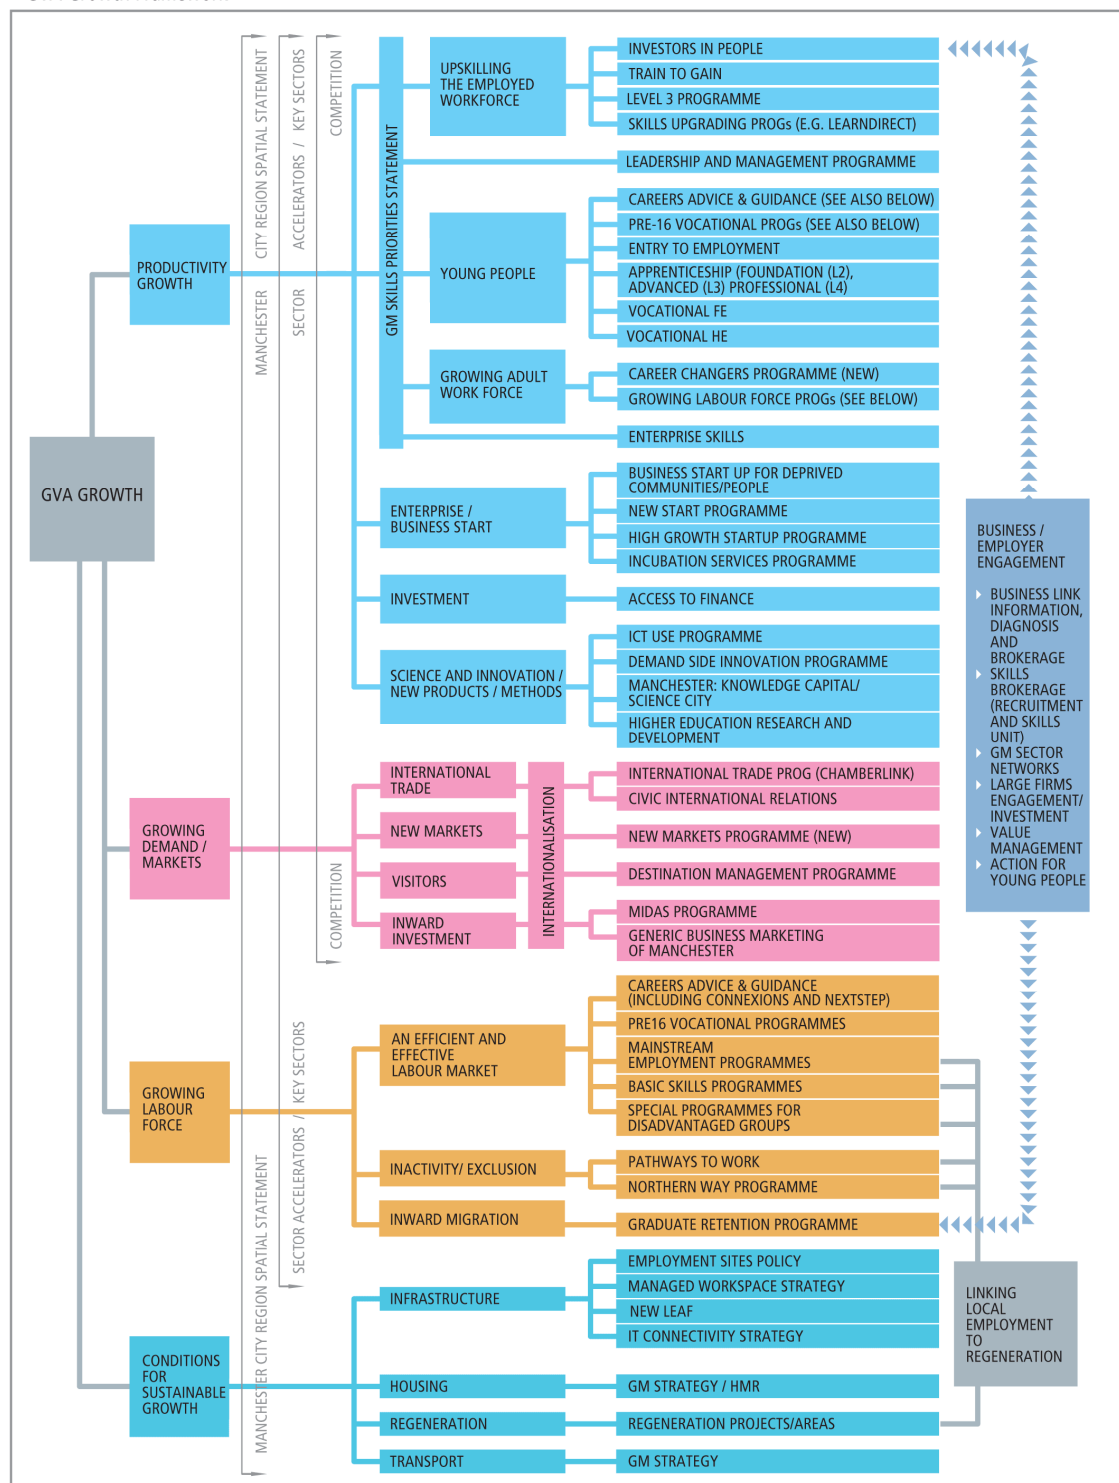 GVA GROWTH
PRODUCTIVITY
GROWTH
GROWING
DEMAND /
MARKETS
GROWING
LABOUR
FORCE
CONDITIONS
FOR
SUSTAINABLE
GROWTH
MANCHESTER CITY REGION SPATIAL STATEMENT
SECTOR ACCELERATORS / KEY SECTORS
COMPETITION
COMPETITION
SECTOR ACCELERATORS / KEY SECTORS
MANCHESTER CITY REGION SPATIAL STATEMENT
GM SKILLS PRIORITIES STATEMENT
UPSKILLING
THE EMPLOYED
WORKFORCE
INVESTORS IN PEOPLE
TRAIN TO GAIN
LEVEL 3 PROGRAMME
SKILLS UPGRADING PROGs (E.G. LEARNDIRECT)
LEADERSHIP AND MANAGEMENT PROGRAMME
YOUNG PEOPLE
CAREERS ADVICE & GUIDANCE (SEE ALSO BELOW)
PRE-16 VOCATIONAL PROGs (SEE ALSO BELOW)
ENTRY TO EMPLOYMENT
APPRENTICESHIP (FOUNDATION (L2),
ADVANCED (L3) PROFESSIONAL (L4)
VOCATIONAL FE
VOCATIONAL HE
GROWING ADULT
WORK FORCE
CAREER CHANGERS PROGRAMME (NEW)
GROWING LABOUR FORCE PROGs (SEE BELOW)
ENTERPRISE SKILLS
ENTERPRISE /
BUSINESS START
BUSINESS START UP FOR DEPRIVED
COMMUNITIES/PEOPLE
NEW START PROGRAMME
HIGH GROWTH STARTUP PROGRAMME
INCUBATION SERVICES PROGRAMME
INVESTMENT
ACCESS TO FINANCE
SCIENCE AND INNOVATION /
NEW PRODUCTS / METHODS
ICT USE PROGRAMME
DEMAND SIDE INNOVATION PROGRAMME
MANCHESTER: KNOWLEDGE CAPITAL/
SCIENCE CITY
HIGHER EDUCATION RESEARCH AND
DEVELOPMENT
INTERNATIONAL
TRADE
NEW MARKETS
VISITORS
INWARD
INVESTMENT
INTERNATIONALISATION
INTERNATIONAL TRADE PROG (CHAMBERLINK)
CIVIC INTERNATIONAL RELATIONS
NEW MARKETS PROGRAMME (NEW)
DESTINATION MANAGEMENT PROGRAMME
MIDAS PROGRAMME
GENERIC BUSINESS MARKETING
OF MANCHESTER
AN EFFICIENT AND
EFFECTIVE
LABOUR MARKET
CAREERS ADVICE & GUIDANCE
(INCLUDING CONNEXIONS AND NEXTSTEP)
PRE16 VOCATIONAL PROGRAMMES
MAINSTREAM
EMPLOYMENT PROGRAMMES
BASIC SKILLS PROGRAMMES
SPECIAL PROGRAMMES FOR
DISADVANTAGED GROUPS
INACTIVITY/ EXCLUSION
PATHWAYS TO WORK
NORTHERN WAY PROGRAMME
INWARD MIGRATION
GRADUATE RETENTION PROGRAMME
INFRASTRUCTURE
EMPLOYMENT SITES POLICY
MANAGED WORKSPACE STRATEGY
NEW LEAF
IT CONNECTIVITY STRATEGY
HOUSING
GM STRATEGY / HMR
REGENERATION
REGENERATION PROJECTS/AREAS
TRANSPORT
GM STRATEGY
BUSINESS /
EMPLOYER
ENGAGEMENT
BUSINESS LINK
INFORMATION,
DIAGNOSIS
AND
BROKERAGE
SKILLS
BROKERAGE
(RECRUITMENT
AND SKILLS
UNIT)
GM SECTOR
NETWORKS
LARGE FIRMS
ENGAGEMENT/
INVESTMENT
VALUE
MANAGEMENT
ACTION FOR
YOUNG PEOPLE
LINKING
LOCAL
EMPLOYMENT
TO
REGENERATION